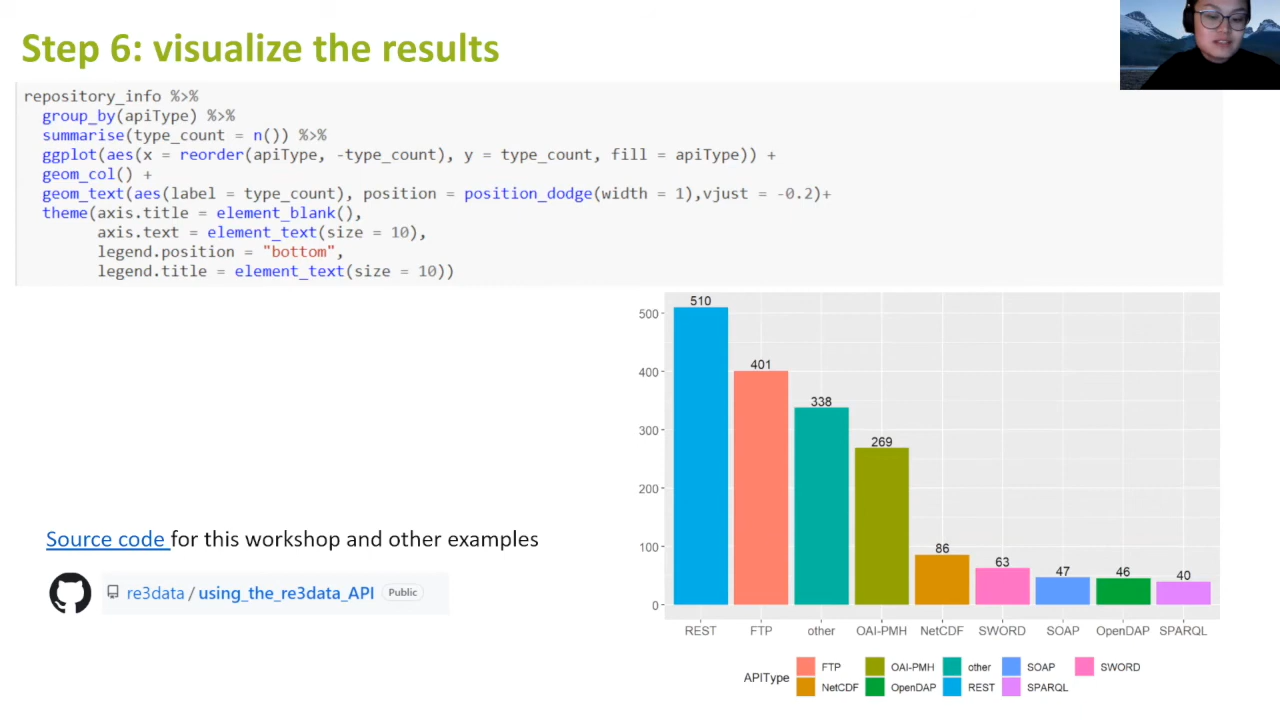 Step 6: visualize the results
repository_info %>%
group_by(apiType) %>%
summarise(type_count = n()) %>%
ggplot(aes(x = reorder(apiType, -type_count), y = type_count, fill = apiType)) +
geom_col() +
geom_text(aes(label = type_count), position = position_dodge(width = 1),vjust = -0.2)+
theme(axis.title = element_blank(),
axis.text = element_text(size = 10),
legend.position = "bottom",
legend.title = element_text(size = 10))
510
500
401
400
338
300
269
200
100
86
63
47
46
40
0
REST FTP other OAI-PMH NetCDF SWORD SOAP OpenDAP SPARQL
APIType
FTP OAI-PMH other SOAP SWORD
NetCDF OpenDAP REST SPARQL
Source code for this workshop and other examples
re3data / using_the_re3data_API Public